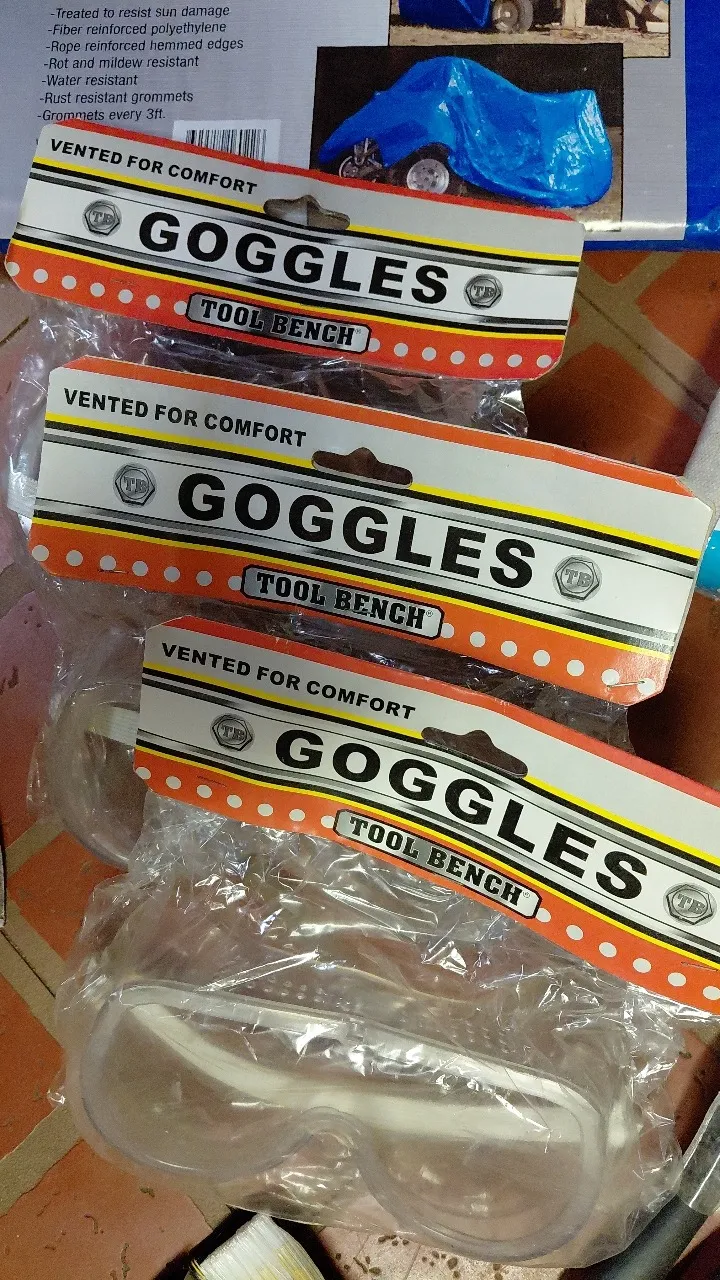 -Treated to resist sun damage
-Fiber reinforced polyethylene
-Rope reinforced hemmed edges
-Rot and mildew resistant
-Water resistant
-Rust resistant grommets
-Grommets every 3ft.
VENTED FOR COMFORT
TB GOGGLES TB
TOOL BENCH®
VENTED FOR COMFORT
TB GOGGLES TB
TOOL BENCH®
VENTED FOR COMFORT
TB GOGGLES TB
TOOL BENCH®